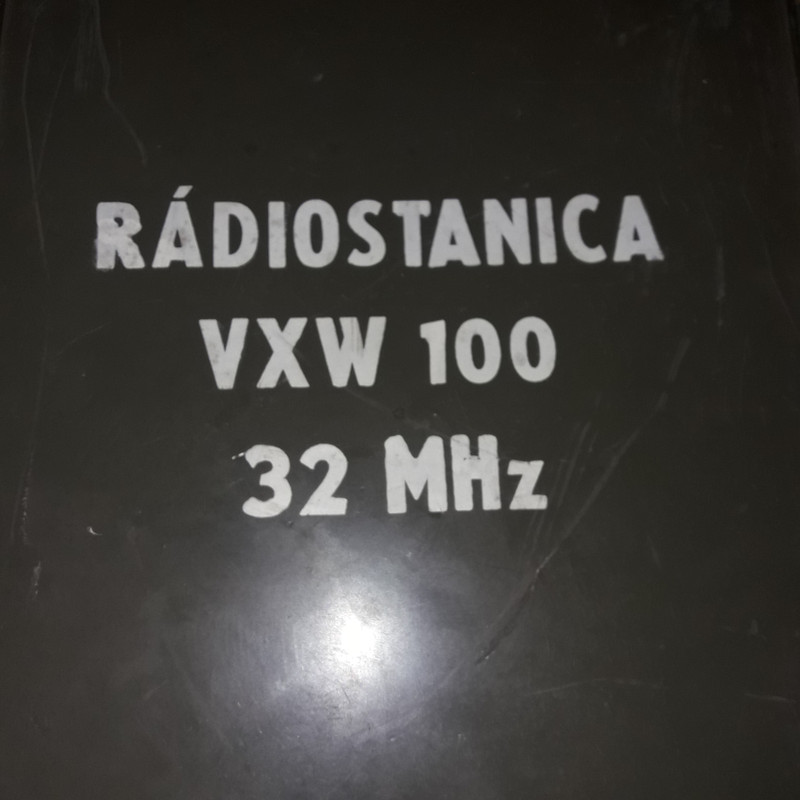 RÁDIOSTANICA
VXW 100
32 MHz